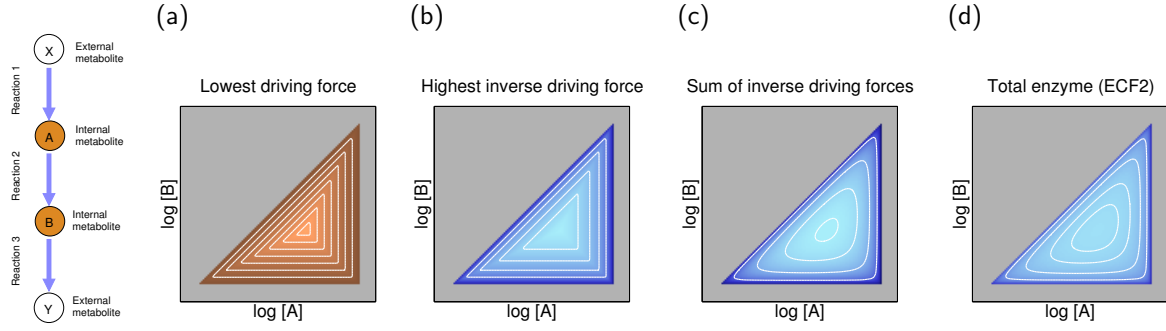 X
External
metabolite
Reaction 1
A
Internal
metabolite
Reaction 2
B
Internal
metabolite
Reaction 3
Y
External
metabolite
(a)
Lowest driving force
log [B]
log [A]
(b)
Highest inverse driving force
log [B]
log [A]
(c)
Sum of inverse driving forces
log [B]
log [A]
(d)
Total enzyme (ECF2)
log [B]
log [A]